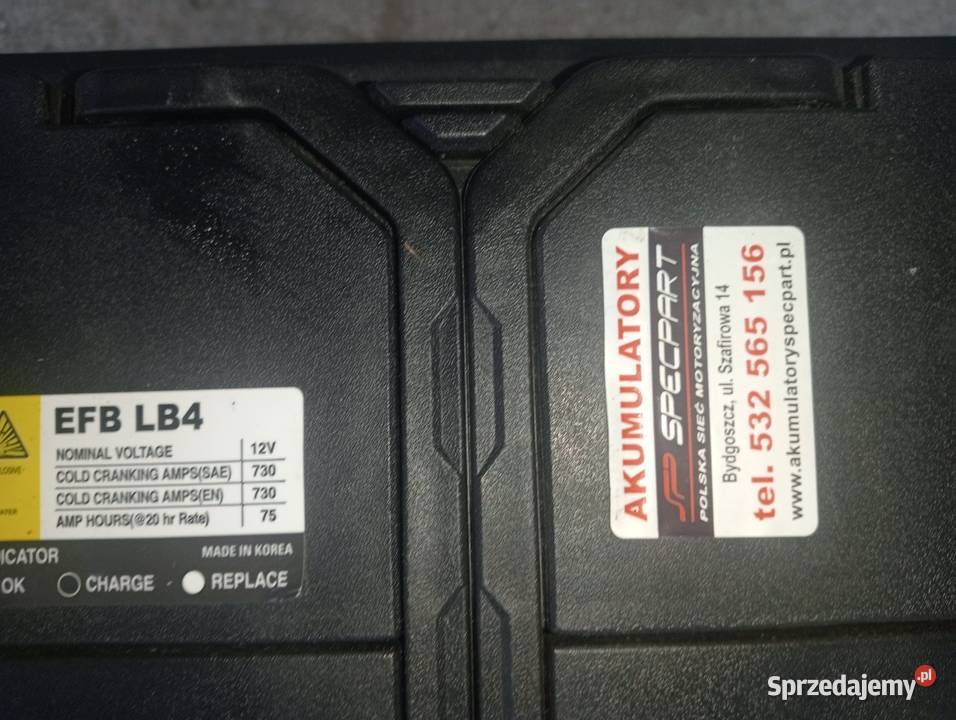 EFB LB4
NOMINAL VOLTAGE 12V
COLD CRANKING AMPS(SAE) 730
COLD CRANKING AMPS(EN) 730
AMP HOURS(@20 hr Rate) 75
MADE IN KOREA
OK CHARGE REPLACE
AKUMULATORY
SP SPECPART
POLSKA SIEĆ MOTORYZACYJNA
Bydgoszcz, ul. Szafirowa 14
tel. 532 565 156
www.akumulatoryspecpart.pl
Sprzedajemy.pl